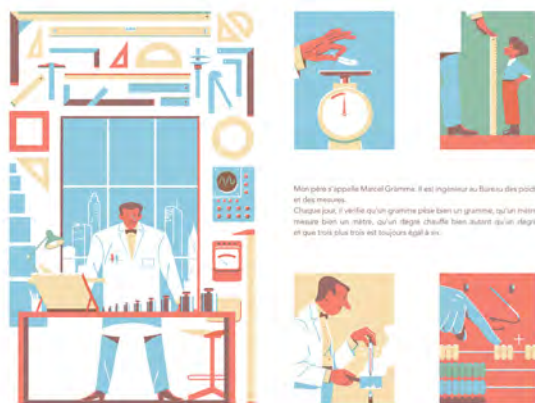 Mon père s'appelle Marcel Gramme. Il est ingénieur au Bureau des poids
et des mesures.
Chaque jour, il vérifie qu'un gramme pèse bien un gramme, qu'un mètre
mesure bien un mètre, qu'un degré chauffe bien autant qu'un degré
et que trois plus trois est toujours égal à six.